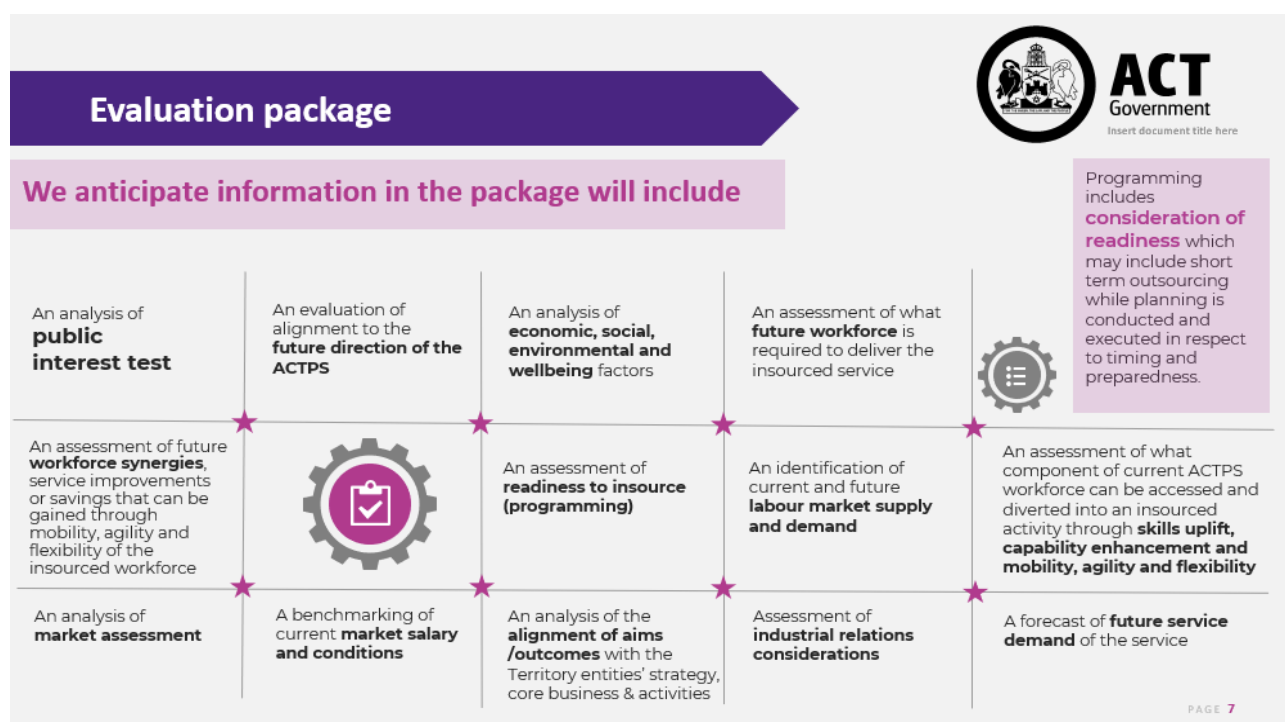 Evaluation package
ACT
Government
Insert document title here
We anticipate information in the package will include
Programming
includes
consideration of
readiness which
may include short
term outsourcing
while planning is
conducted and
executed in respect
to timing and
preparedness.
An analysis of
public
interest test
An evaluation of
alignment to the
future direction of the
ACTPS
An analysis of
economic, social,
environmental and
wellbeing factors
An assessment of what
future workforce is
required to deliver the
insourced service
An assessment of future
workforce synergies,
service improvements
or savings that can be
gained through
mobility, agility and
flexibility of the
insourced workforce
An assessment of
readiness to insource
(programming)
An identification of
current and future
labour market supply
and demand
An assessment of what
component of current ACTPS
workforce can be accessed and
diverted into an insourced
activity through skills uplift,
capability enhancement and
mobility, agility and flexibility
An analysis of
market assessment
A benchmarking of
current market salary
and conditions
An analysis of the
alignment of aims
/outcomes with the
Territory entities' strategy,
core business & activities
Assessment of
industrial relations
considerations
A forecast of future service
demand of the service
PAGE 7